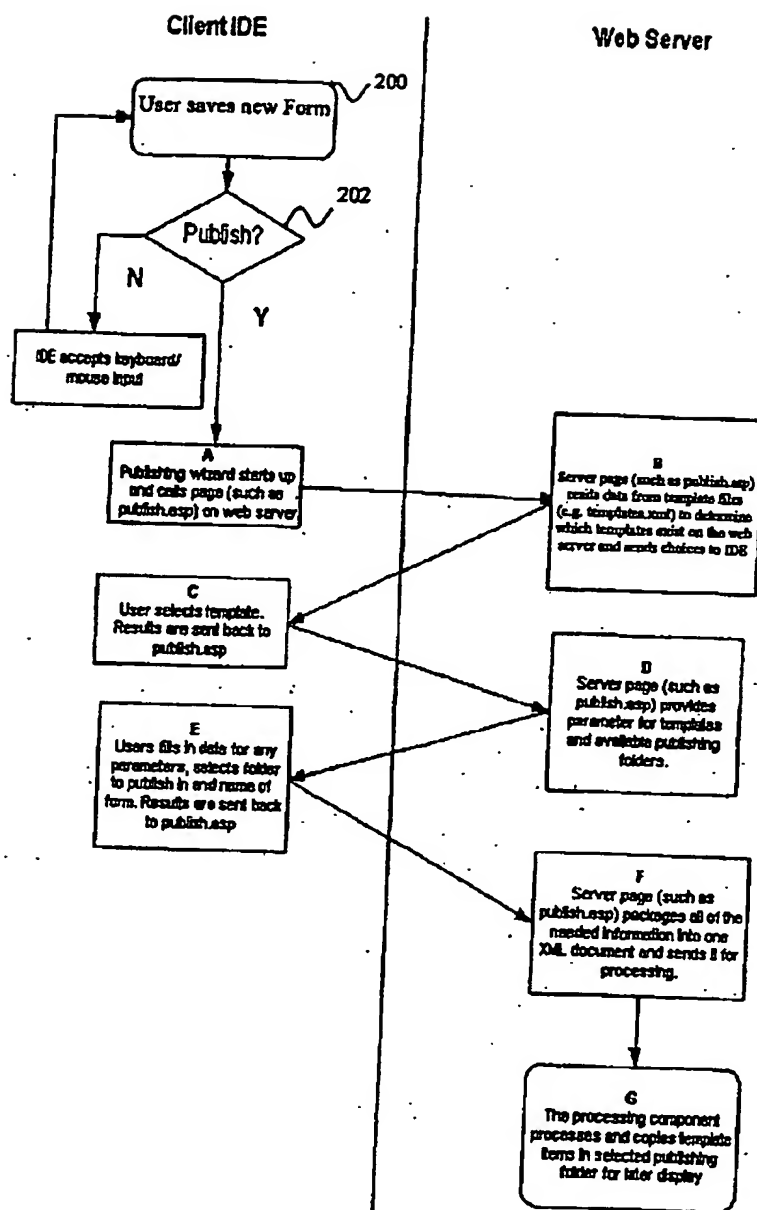 Client IDE
Web Server
200
User saves new Form
202
Publish?
N
Y
IDE accepts keyboard/
mouse input
A
Publishing wizard starts up
and calls page (such as
publish.asp) on web server
B
Server page (such as publish.asp)
reads data from template files
(e.g. templates.xml) to determine
which templates exist on the web
server and sends choices to IDE
C
User selects template.
Results are sent back to
publish.asp
D
Server page (such as
publish.asp) provides
parameter for templates
and available publishing
folders.
E
Users fills in data for any
parameters, selects folder
to publish in and name of
form. Results are sent back
to publish.asp
F
Server page (such as
publish.asp) packages all of the
needed information into one
XML document and sends it for
processing.
G
The processing component
processes and copies template
items in selected publishing
folder for later display